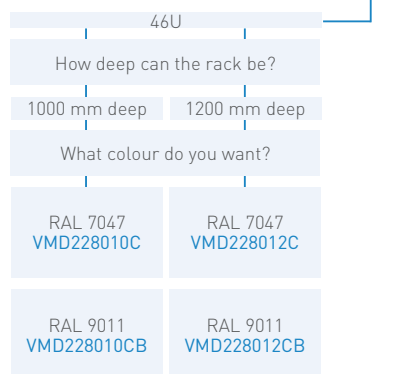 46U
How deep can the rack be?
1000 mm deep
1200 mm deep
What colour do you want?
RAL 7047
VMD228010C
RAL 7047
VMD228012C
RAL 9011
VMD228010CB
RAL 9011
VMD228012CB